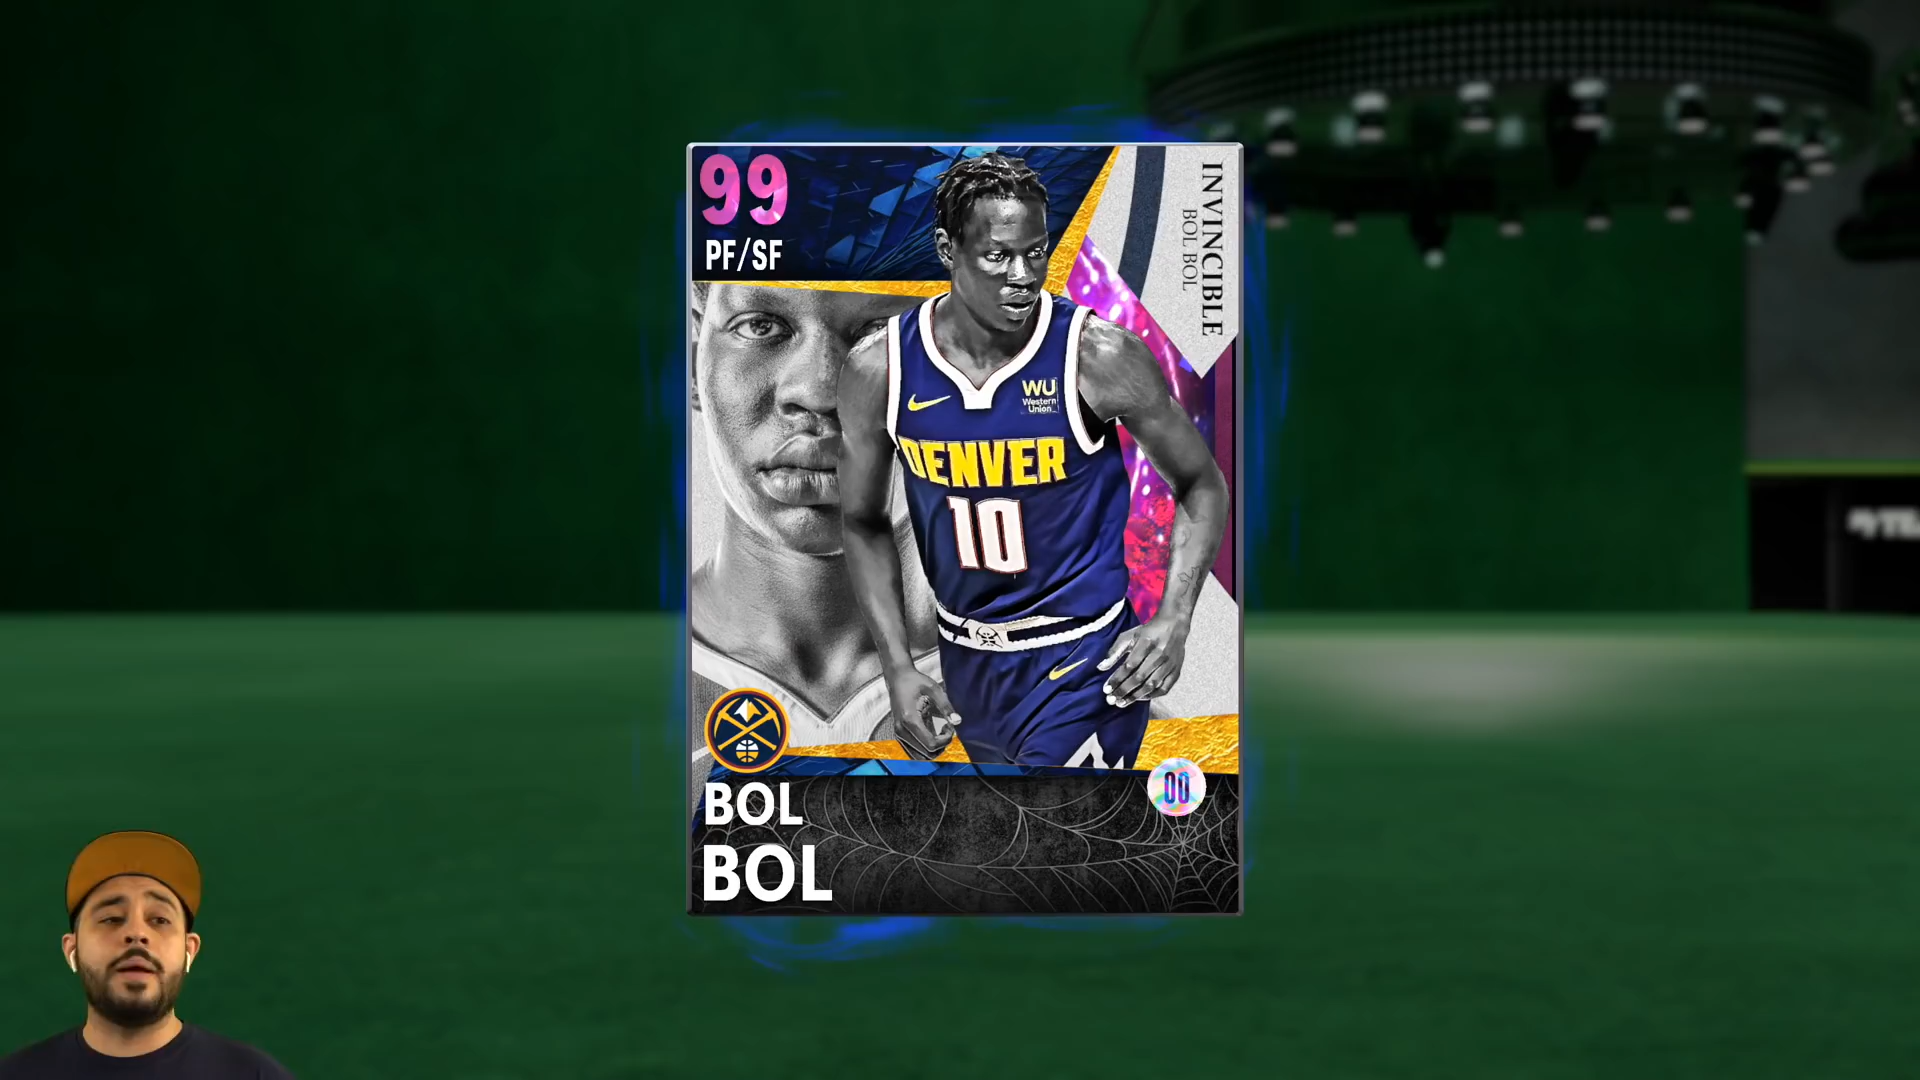 99
PF/SF
INVINCIBLE
BOL BOL
WU
Western
Union
DENVER
10
00
BOL
BOL